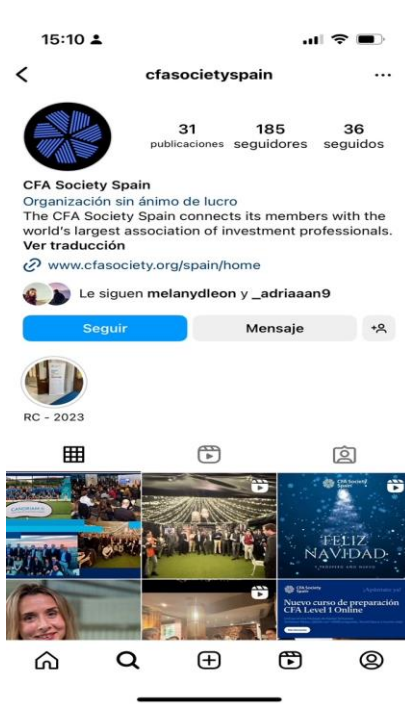 15:10
cfasocietyspain
31 185 36
publicaciones seguidores seguidos
CFA Society Spain
Organización sin ánimo de lucro
The CFA Society Spain connects its members with the
world's largest association of investment professionals.
Ver traducción
www.cfasociety.org/spain/home
Le siguen melanydleon y _adriaaan9
Seguir Mensaje
RC - 2023
CFA Society
Spain
FELIZ
NAVIDAD
CFA Society
Spain
Nuevo curso de preparación
CFA Level 1 Online